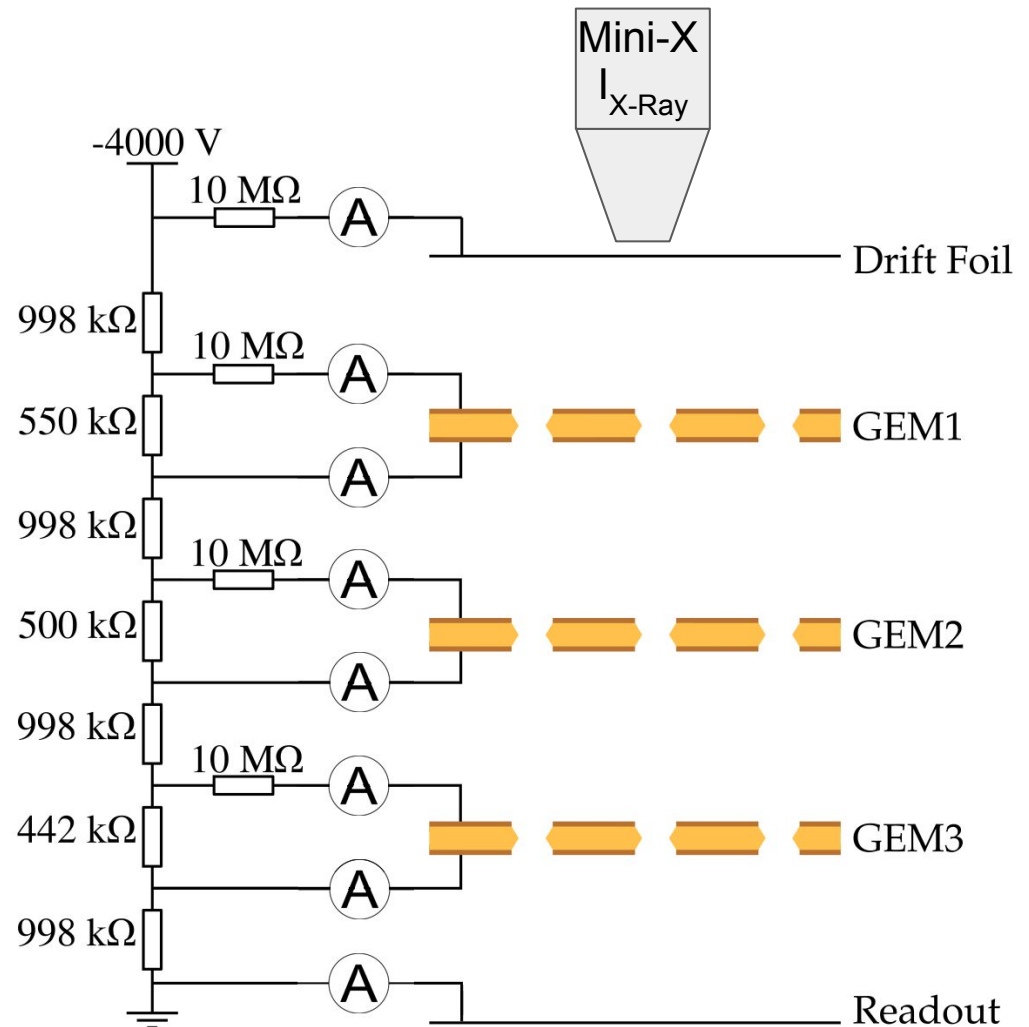 Mini-X
I X-Ray
-4000 V
10 MΩ
A
Drift Foil
998 kΩ
10 MΩ
A
550 kΩ
GEM1
A
998 kΩ
10 MΩ
A
500 kΩ
GEM2
A
998 kΩ
10 MΩ
A
442 kΩ
GEM3
A
998 kΩ
A
Readout